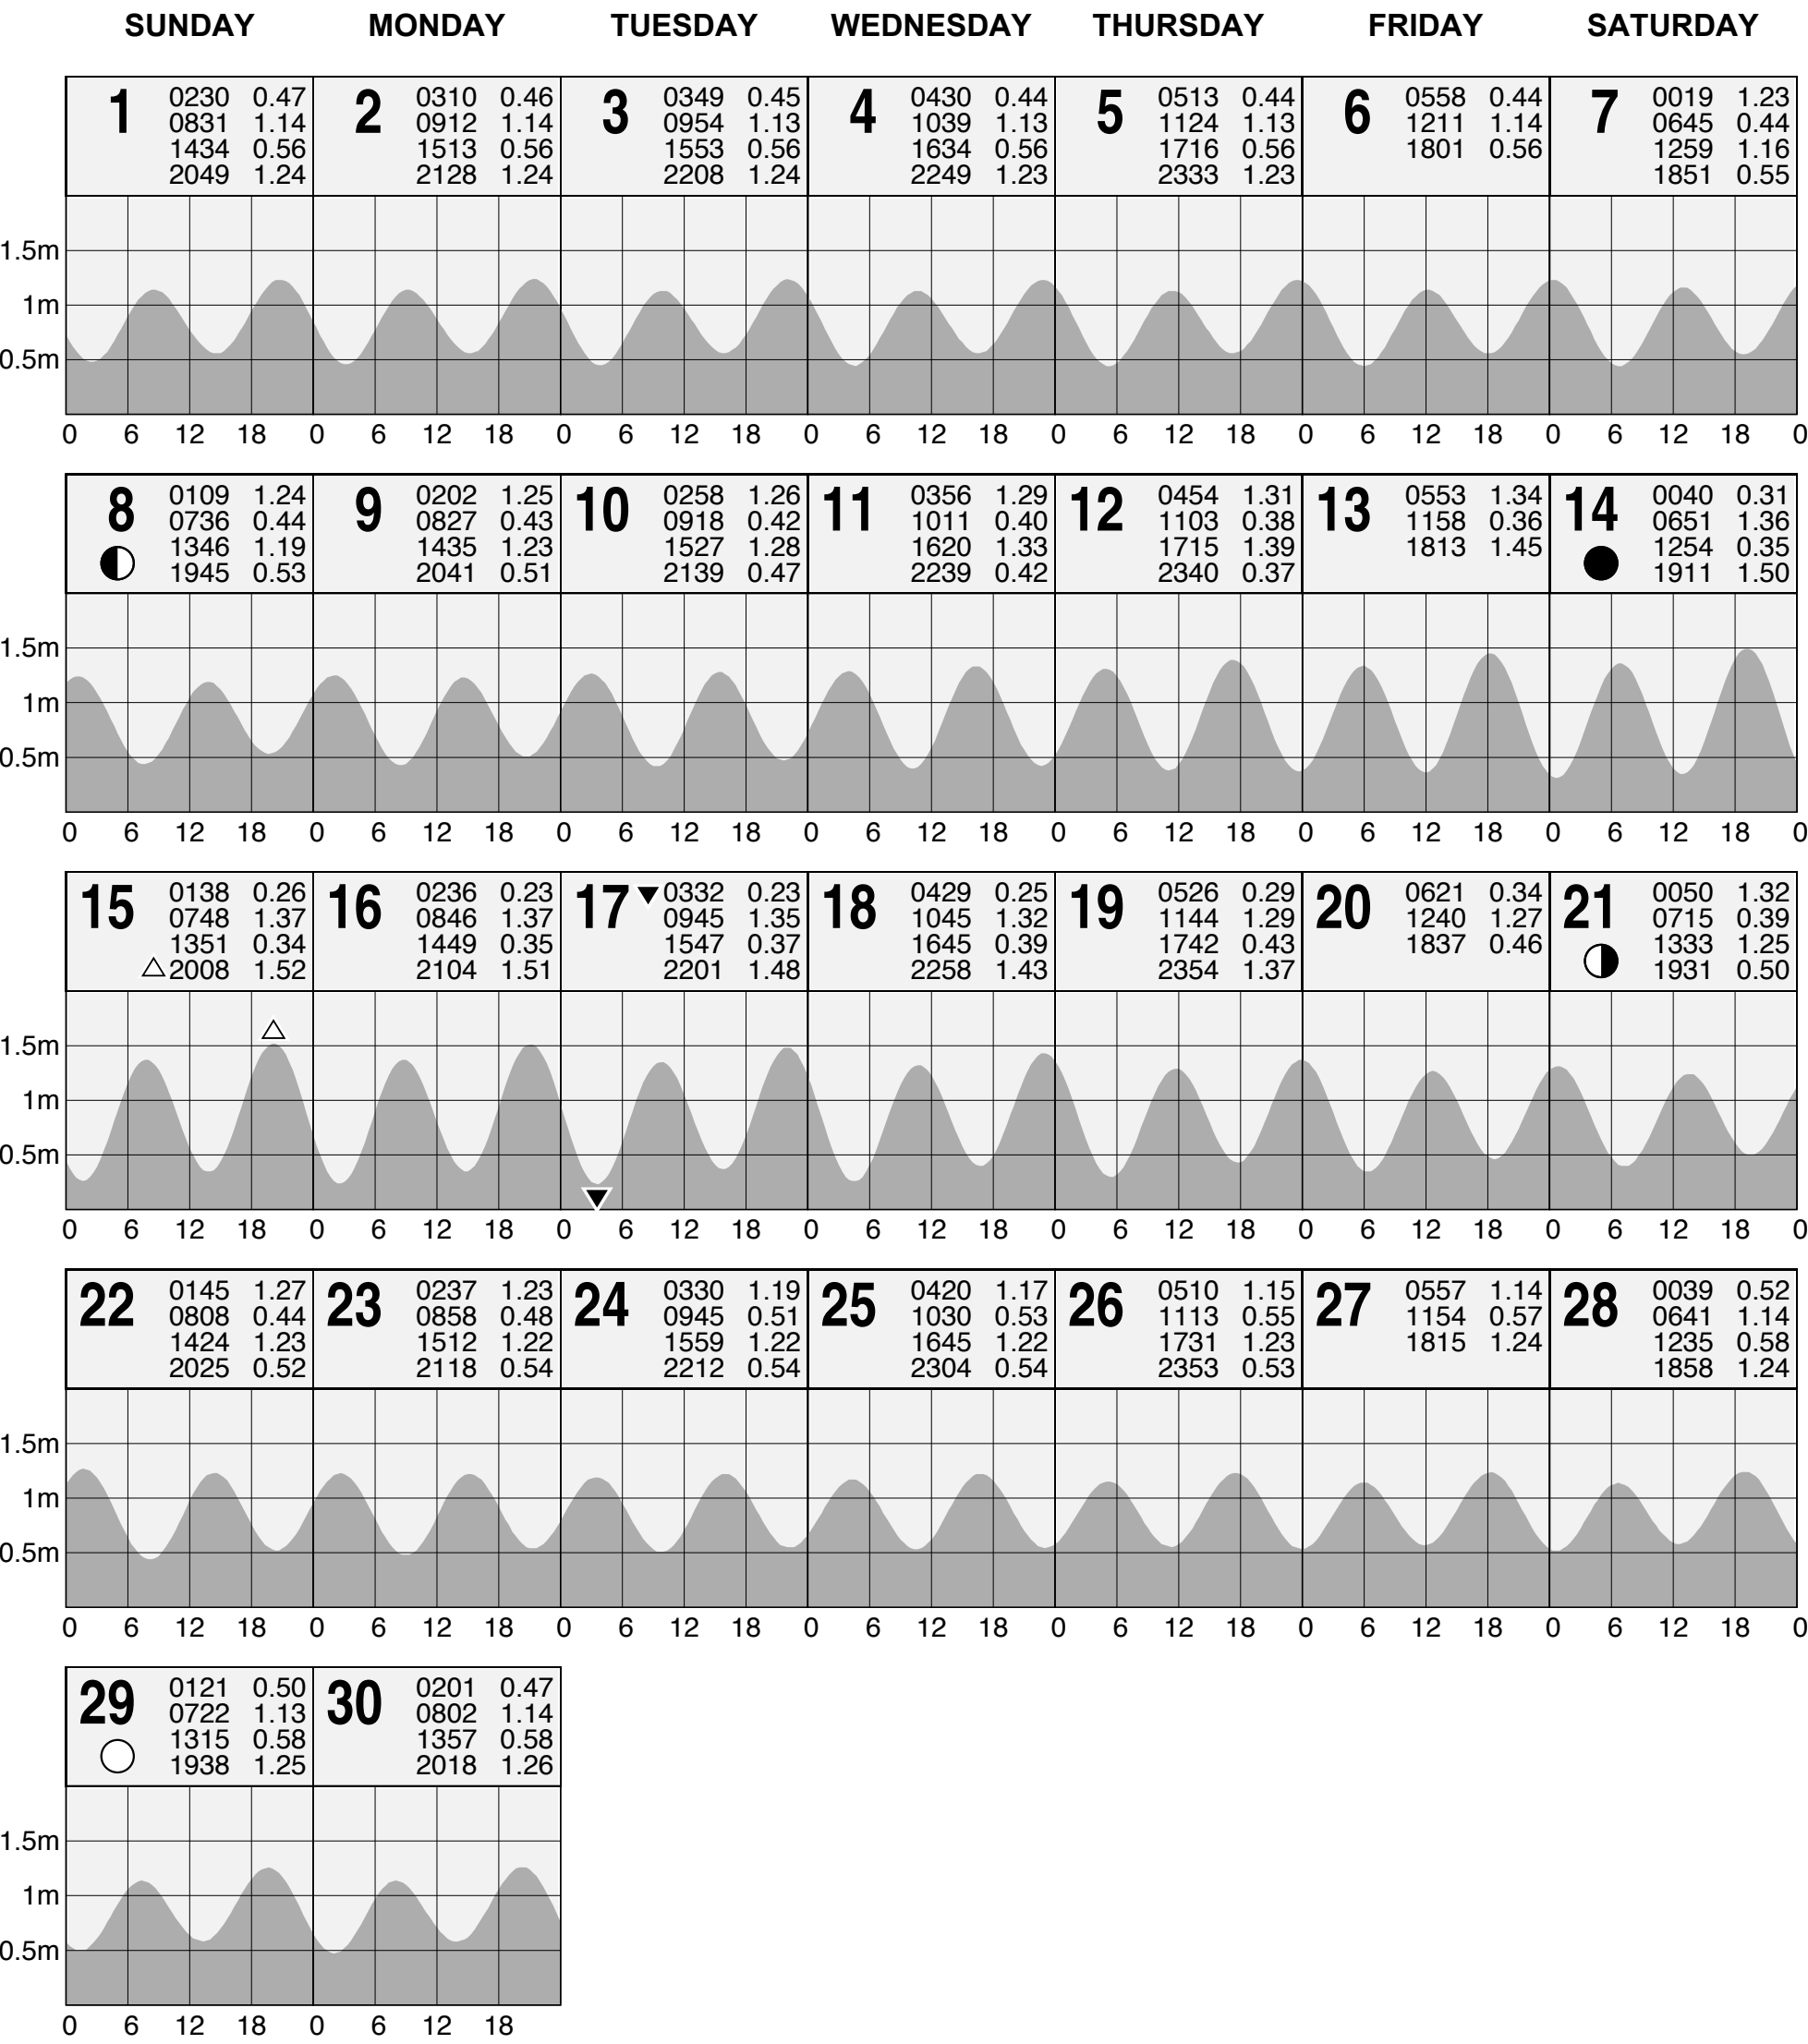 SUNDAY MONDAY TUESDAY WEDNESDAY THURSDAY FRIDAY SATURDAY
1 0230 0.47
0831 1.14
1434 0.56
2049 1.24
2 0310 0.46
0912 1.14
1513 0.56
2128 1.24
3 0349 0.45
0954 1.13
1553 0.56
2208 1.24
4 0430 0.44
1039 1.13
1634 0.56
2249 1.23
5 0513 0.44
1124 1.13
1716 0.56
2333 1.23
6 0558 0.44
1211 1.14
1801 0.56
7 0019 1.23
0645 0.44
1259 1.16
1851 0.55
1.5m
1m
0.5m
0 6 12 18 0 6 12 18 0 6 12 18 0 6 12 18 0 6 12 18 0 6 12 18 0 6 12 18 0
8 0109 1.24
0736 0.44
1346 1.19
1945 0.53
9 0202 1.25
0827 0.43
1435 1.23
2041 0.51
10 0258 1.26
0918 0.42
1527 1.28
2139 0.47
11 0356 1.29
1011 0.40
1620 1.33
2239 0.42
12 0454 1.31
1103 0.38
1715 1.39
2340 0.37
13 0553 1.34
1158 0.36
1813 1.45
14 0040 0.31
0651 1.36
1254 0.35
1911 1.50
1.5m
1m
0.5m
0 6 12 18 0 6 12 18 0 6 12 18 0 6 12 18 0 6 12 18 0 6 12 18 0 6 12 18 0
15 0138 0.26
0748 1.37
1351 0.34
2008 1.52
16 0236 0.23
0846 1.37
1449 0.35
2104 1.51
17 0332 0.23
0945 1.35
1547 0.37
2201 1.48
18 0429 0.25
1045 1.32
1645 0.39
2258 1.43
19 0526 0.29
1144 1.29
1742 0.43
2354 1.37
20 0621 0.34
1240 1.27
1837 0.46
21 0050 1.32
0715 0.39
1333 1.25
1931 0.50
1.5m
1m
0.5m
0 6 12 18 0 6 12 18 0 6 12 18 0 6 12 18 0 6 12 18 0 6 12 18 0 6 12 18 0
22 0145 1.27
0808 0.44
1424 1.23
2025 0.52
23 0237 1.23
0858 0.48
1512 1.22
2118 0.54
24 0330 1.19
0945 0.51
1559 1.22
2212 0.54
25 0420 1.17
1030 0.53
1645 1.22
2304 0.54
26 0510 1.15
1113 0.55
1731 1.23
2353 0.53
27 0557 1.14
1154 0.57
1815 1.24
28 0039 0.52
0641 1.14
1235 0.58
1858 1.24
1.5m
1m
0.5m
0 6 12 18 0 6 12 18 0 6 12 18 0 6 12 18 0 6 12 18 0 6 12 18 0 6 12 18 0
29 0121 0.50
0722 1.13
1315 0.58
1938 1.25
30 0201 0.47
0802 1.14
1357 0.58
2018 1.26
1.5m
1m
0.5m
0 6 12 18 0 6 12 18